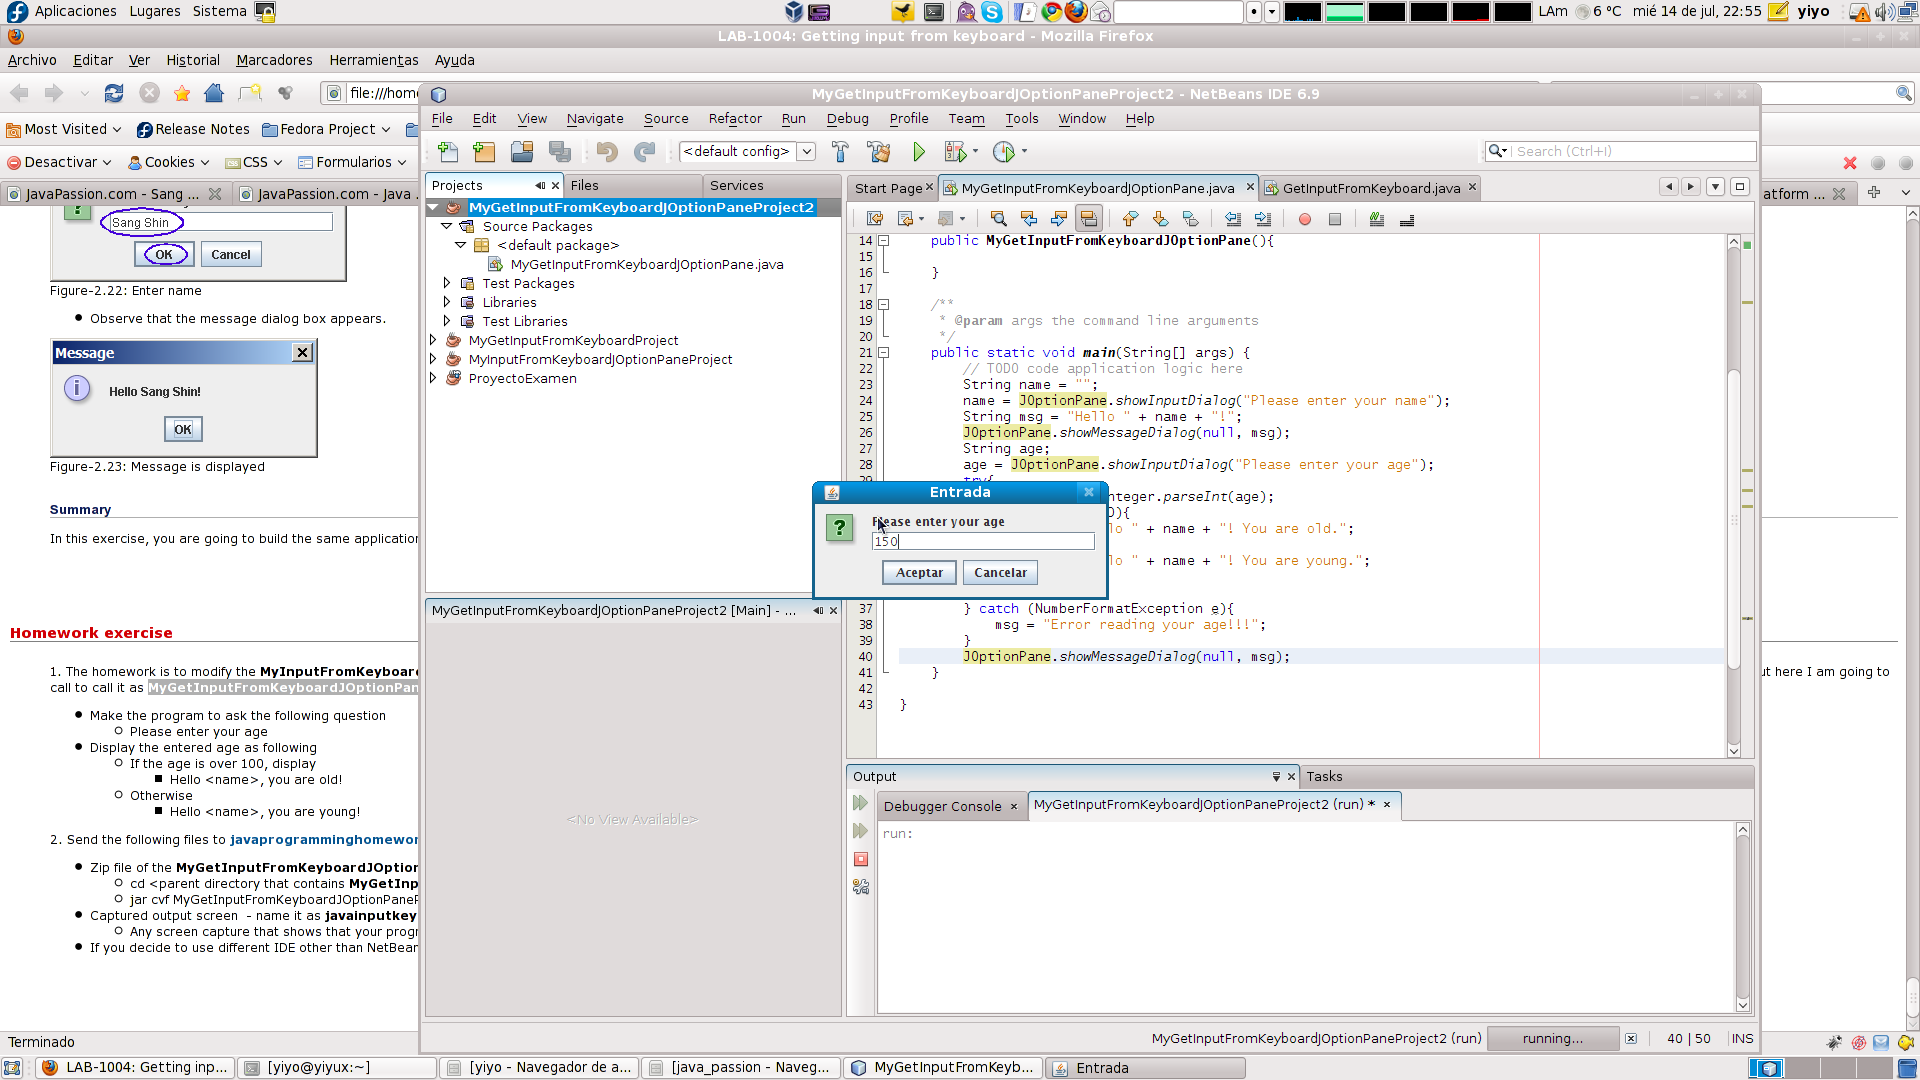 Aplicaciones Lugares Sistema
LAm 6 °C mié 14 de jul, 22:55 yiyo
LAB-1004: Getting input from keyboard - Mozilla Firefox
Archivo Editar Ver Historial Marcadores Herramientas Ayuda
file:///home
Most Visited Release Notes Fedora Project
Desactivar Cookies CSS Formularios
JavaPassion.com - Sang ... JavaPassion.com - Java
atform ...
Sang Shin
OK Cancel
Figure-2.22: Enter name
Observe that the message dialog box appears.
Message
Hello Sang Shin!
OK
Figure-2.23: Message is displayed
Summary
In this exercise, you are going to build the same application
Homework exercise
1. The homework is to modify the MyInputFromKeyboard
ut here I am going to
call to call it as MyGetInputFromKeyboardJOptionPan
Make the program to ask the following question
Please enter your age
Display the entered age as following
If the age is over 100, display
Hello <name>, you are old!
Otherwise
Hello <name>, you are young!
2. Send the following files to javaprogramminghomewor
Zip file of the MyGetInputFromKeyboardJOption
cd <parent directory that contains MyGetInp
jar cvf MyGetInputFromKeyboardJOptionPaneP
Captured output screen - name it as javainputkey
Any screen capture that shows that your progr
If you decide to use different IDE other than NetBean
Terminado
MyGetInputFromKeyboardJOptionPaneProject2 - NetBeans IDE 6.9
File Edit View Navigate Source Refactor Run Debug Profile Team Tools Window Help
<default config>
Search (Ctrl+I)
Projects Files Services
MyGetInputFromKeyboardJOptionPaneProject2
Source Packages
<default package>
MyGetInputFromKeyboardJOptionPane.java
Test Packages
Libraries
Test Libraries
MyGetInputFromKeyboardProject
MyInputFromKeyboardJOptionPaneProject
ProyectoExamen
MyGetInputFromKeyboardJOptionPaneProject2 [Main] - ...
<No View Available>
Start Page MyGetInputFromKeyboardJOptionPane.java GetInputFromKeyboard.java
14 public MyGetInputFromKeyboardJOptionPane(){
15
16 }
17
18 /**
19 * @param args the command line arguments
20 */
21 public static void main(String[] args) {
22 // TODO code application logic here
23 String name = "";
24 name = JOptionPane.showInputDialog("Please enter your name");
25 String msg = "Hello " + name + "!";
26 JOptionPane.showMessageDialog(null, msg);
27 String age;
28 age = JOptionPane.showInputDialog("Please enter your age");
29 try{
nteger.parseInt(age);
){
lo " + name + "! You are old.";
lo " + name + "! You are young.";
37 } catch (NumberFormatException e){
38 msg = "Error reading your age!!!";
39 }
40 JOptionPane.showMessageDialog(null, msg);
41 }
42
43 }
Entrada
Please enter your age
150
Aceptar Cancelar
Output Tasks
Debugger Console MyGetInputFromKeyboardJOptionPaneProject2 (run) *
run:
MyGetInputFromKeyboardJOptionPaneProject2 (run) running... 40 | 50 INS
LAB-1004: Getting inp... [yiyo@yiyux:~] [yiyo - Navegador de a... [java_passion - Naveg... MyGetInputFromKeyb... Entrada